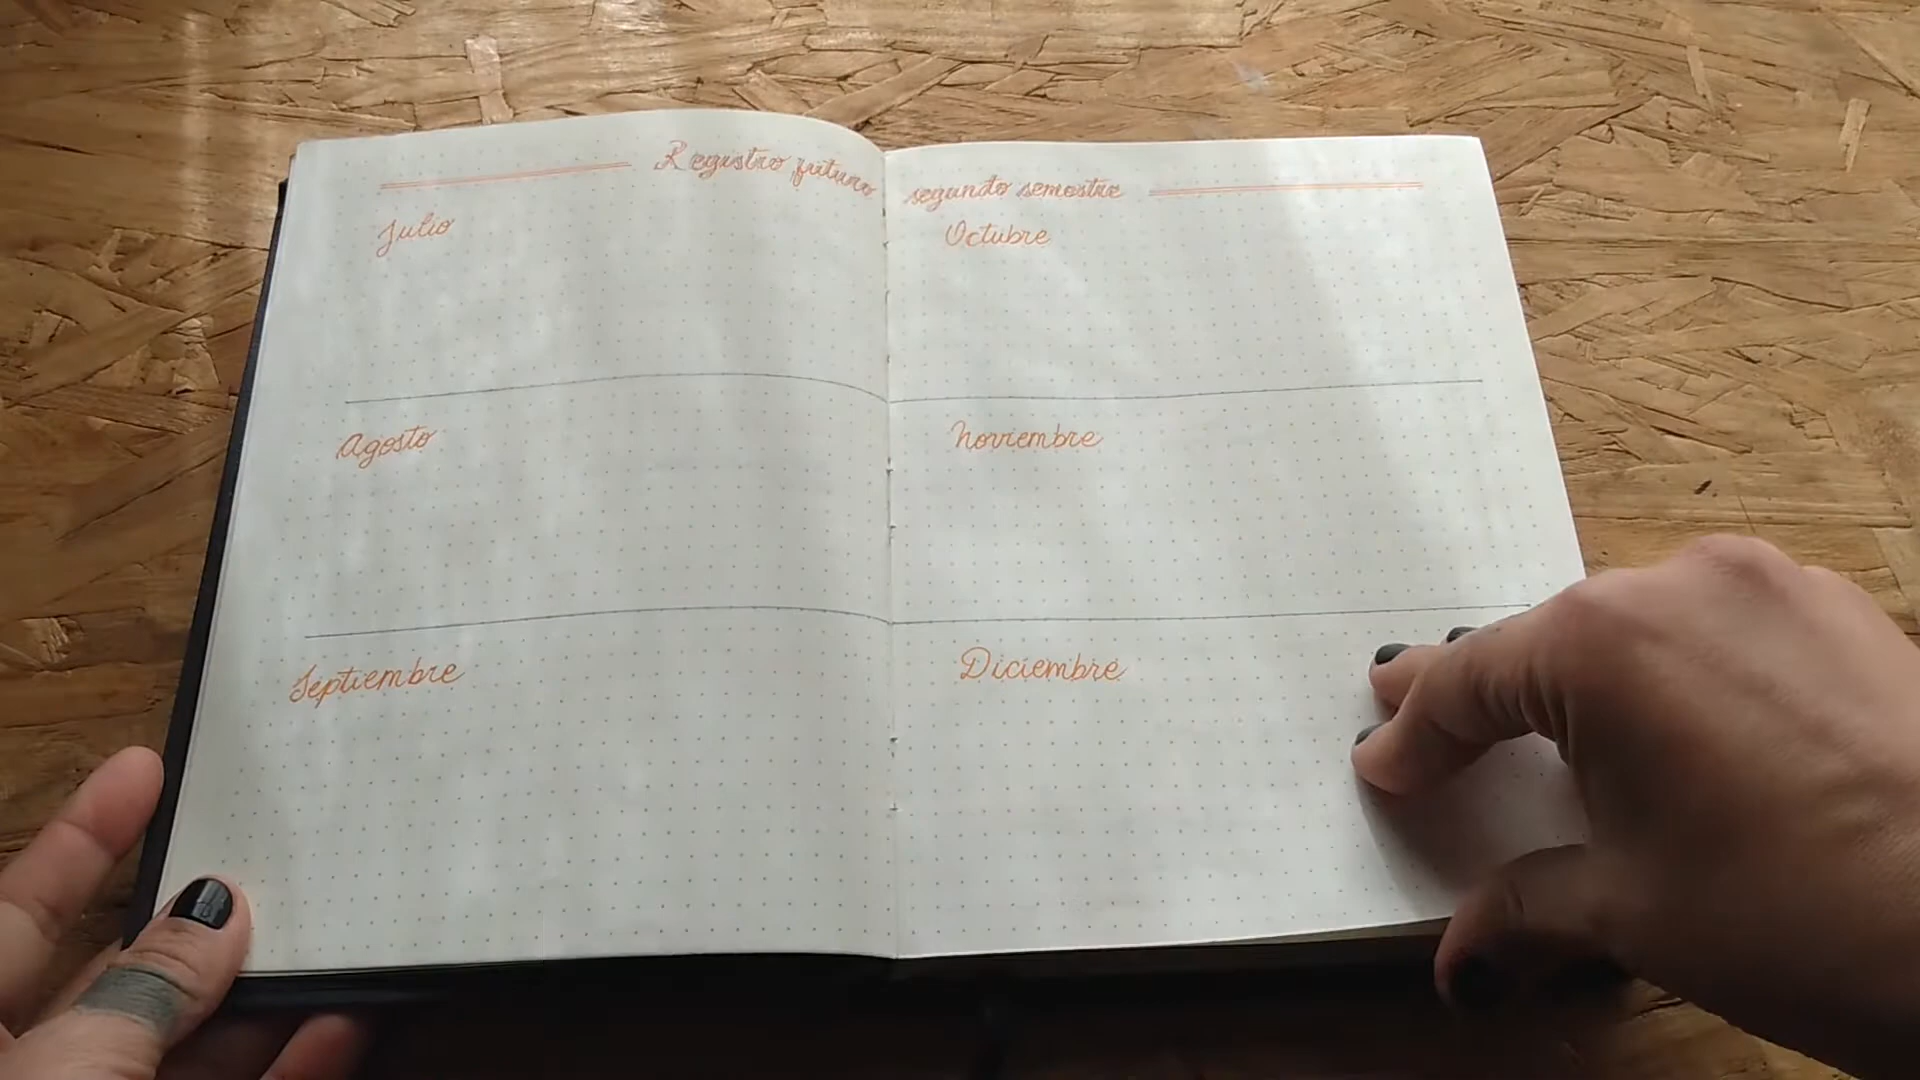 Registro futuro segundo semestre
Julio
Agosto
Septiembre
Octubre
Noviembre
Diciembre